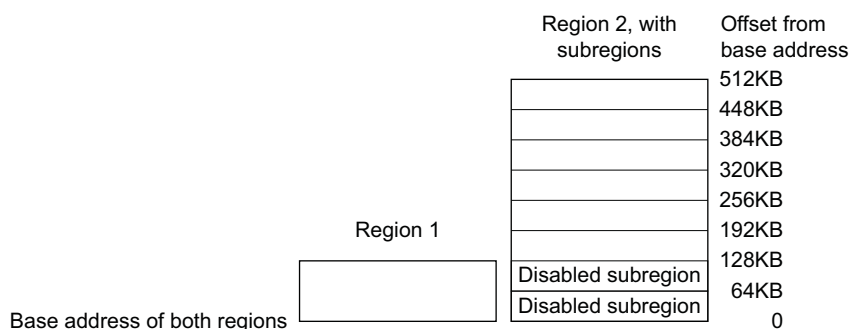 Region 2, with
subregions
Offset from
base address
512KB
448KB
384KB
320KB
256KB
192KB
Region 1
128KB
Disabled subregion
64KB
Disabled subregion
Base address of both regions
0